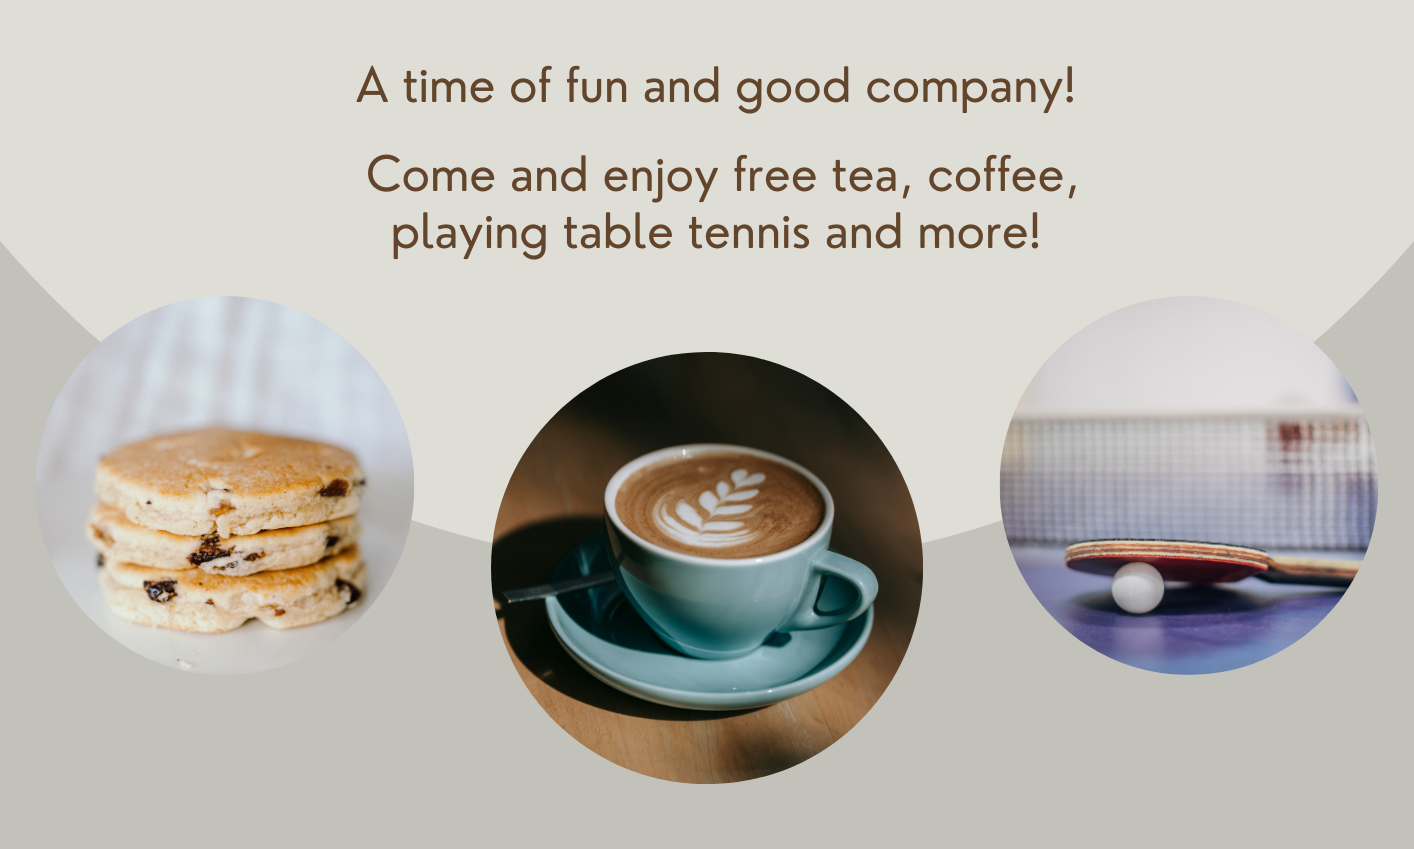 A time of fun and good company!
Come and enjoy free tea, coffee,
playing table tennis and more!